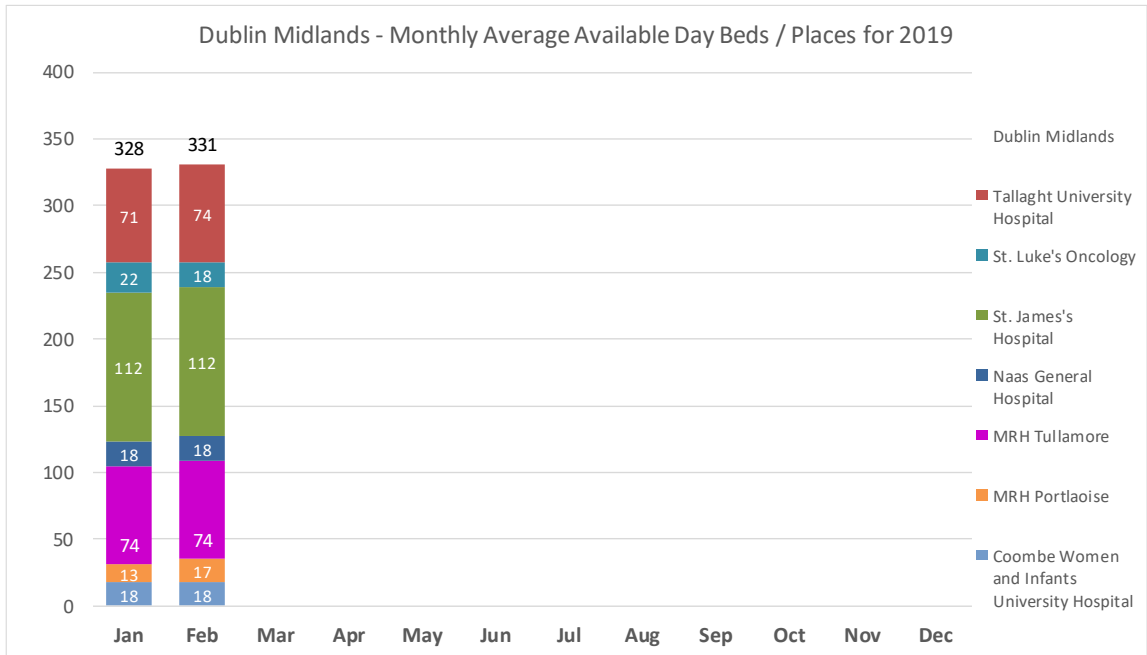 Dublin Midlands - Monthly Average Available Day Beds / Places for 2019
400
350
300
250
200
150
100
50
0
328
331
71
74
22
18
112
112
18
18
74
74
13
17
18
18
Jan Feb Mar Apr May Jun Jul Aug Sep Oct Nov Dec
Dublin Midlands
Tallaght University
Hospital
St. Luke's Oncology
St. James's
Hospital
Naas General
Hospital
MRH Tullamore
MRH Portlaoise
Coombe Women
and Infants
University Hospital